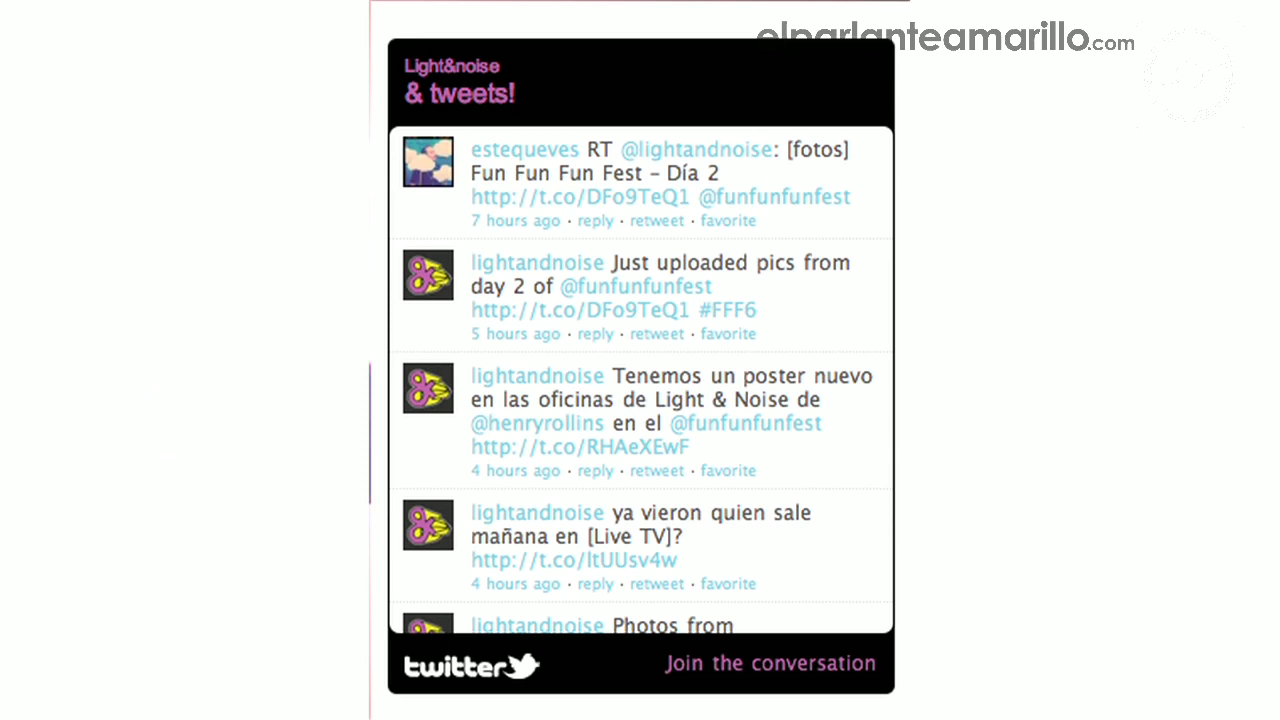 elparlanteamarillo.com
Light&noise
& tweets!
estequeves RT @lightandnoise: [fotos]
Fun Fun Fun Fest - Día 2
http://t.co/DFo9TeQ1 @funfunfunfest
7 hours ago · reply · retweet · favorite
lightandnoise Just uploaded pics from
day 2 of @funfunfunfest
http://t.co/DFo9TeQ1 #FFF6
5 hours ago · reply · retweet · favorite
lightandnoise Tenemos un poster nuevo
en las oficinas de Light & Noise de
@henryrollins en el @funfunfunfest
http://t.co/RHAeXEwF
4 hours ago · reply · retweet · favorite
lightandnoise ya vieron quien sale
mañana en [Live TV]?
http://t.co/ltUUsv4w
4 hours ago · reply · retweet · favorite
lightandnoise Photos from
twitter
Join the conversation